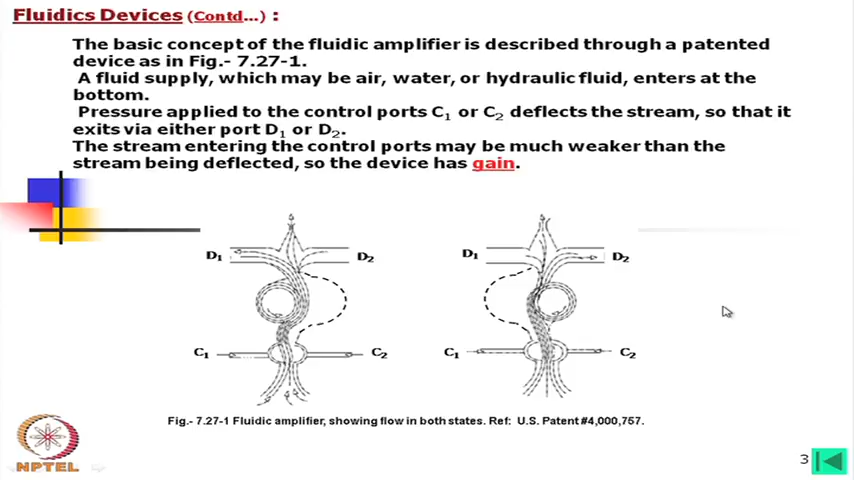 Fluidics Devices (Contd...) :
The basic concept of the fluidic amplifier is described through a patented
device as in Fig.- 7.27-1.
A fluid supply, which may be air, water, or hydraulic fluid, enters at the
bottom.
Pressure applied to the control ports C1 or C2 deflects the stream, so that it
exits via either port D1 or D2.
The stream entering the control ports may be much weaker than the
stream being deflected, so the device has gain.
D1 D2 D1 D2
C1 C2 C1 C2
Fig.- 7.27-1 Fluidic amplifier, showing flow in both states. Ref: U.S. Patent #4,000,757.
NPTEL
3